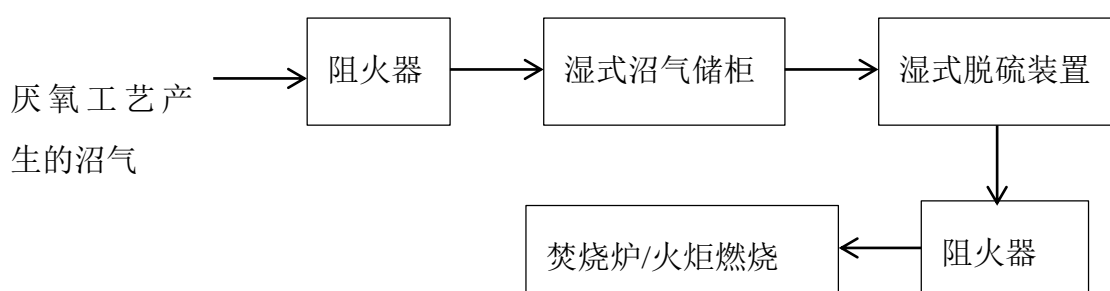 厌氧工艺产
生的沼气
阻火器
湿式沼气储柜
湿式脱硫装置
阻火器
焚烧炉/火炬燃烧